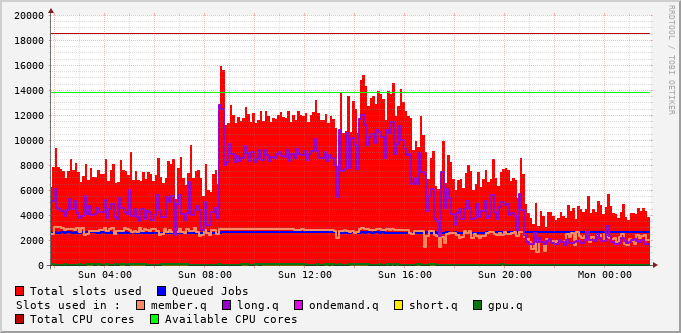 20000
18000
16000
14000
12000
10000
8000
6000
4000
2000
0
Sun 04:00 Sun 08:00 Sun 12:00 Sun 16:00 Sun 20:00 Mon 00:00
RRDTOOL / TOBI OETIKER
Total slots used Queued Jobs
Slots used in : member.q long.q ondemand.q short.q gpu.q
Total CPU cores Available CPU cores